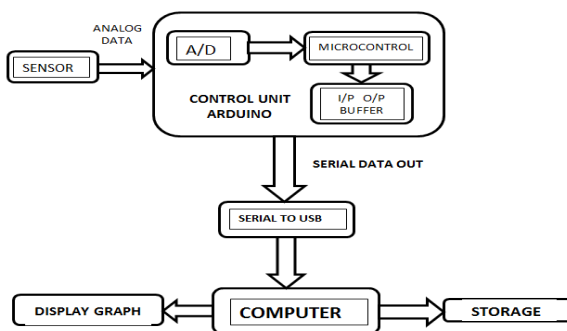 ANALOG
DATA
SENSOR
A/D
MICROCONTROL
I/P O/P
BUFFER
CONTROL UNIT
ARDUINO
SERIAL DATA OUT
SERIAL TO USB
DISPLAY GRAPH
COMPUTER
STORAGE